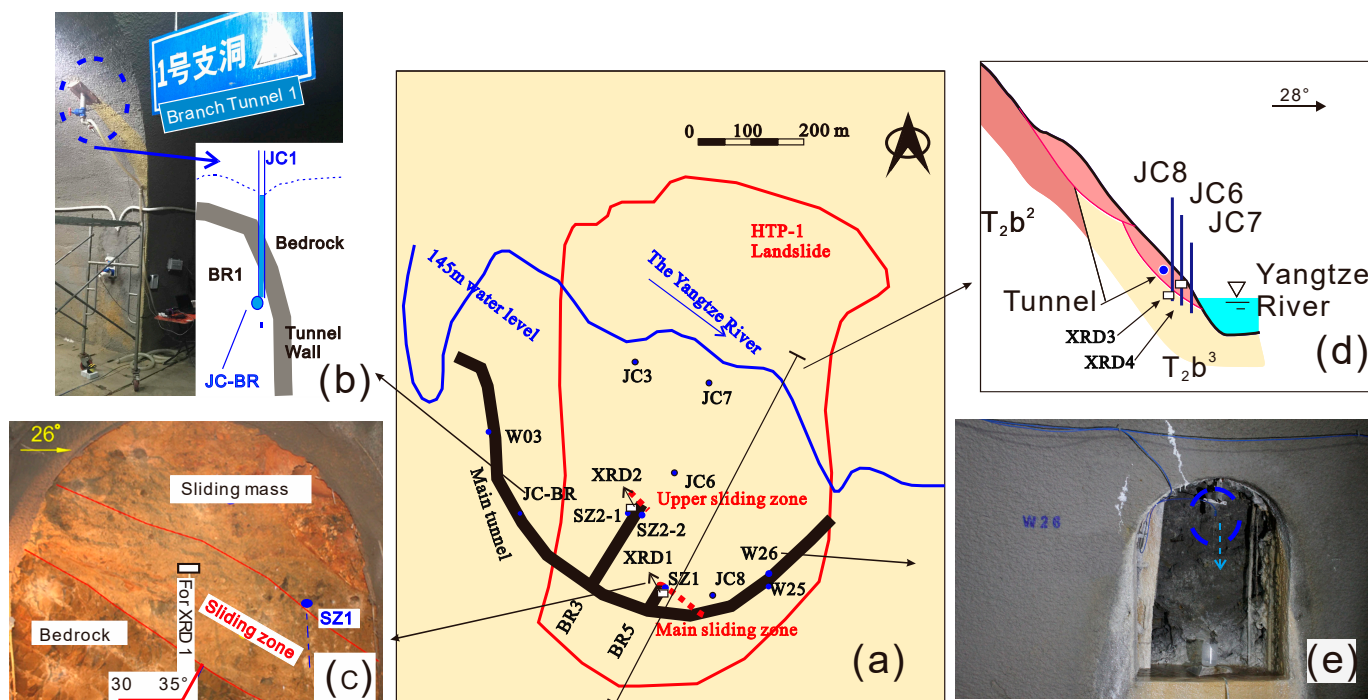 1号支洞
Branch Tunnel 1
JC1
Bedrock
BR1
Tunnel
Wall
JC-BR
(b)
26°
Sliding mass
For XRD 1
Sliding zone
SZ1
Bedrock
30 35°
(c)
0 100 200 m
HTP-1
Landslide
145m water level
The Yangtze River
JC3
JC7
W03
XRD2
JC6
JC-BR
Upper sliding zone
SZ2-1
SZ2-2
Main tunnel
XRD1
SZ1
W26
JC8
W25
BR3
BR5
Main sliding zone
(a)
28°
JC8
JC6
JC7
T₂b²
Yangtze
River
Tunnel
XRD3
XRD4
T₂b³
(d)
W26
(e)